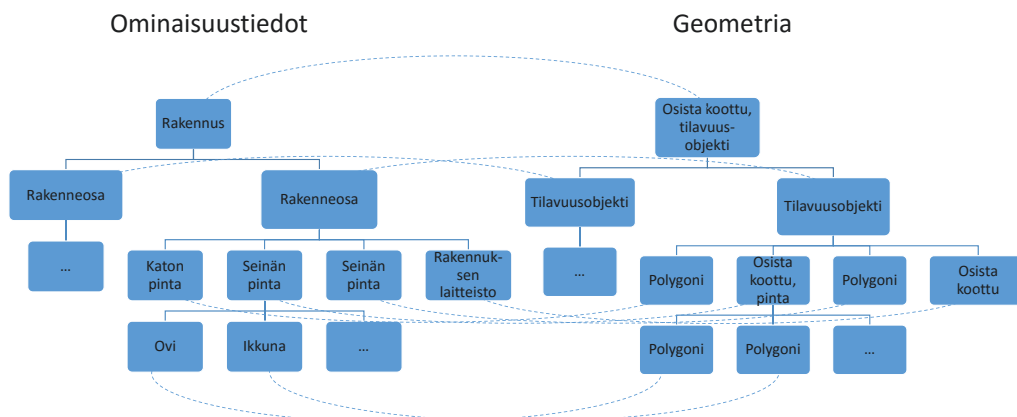 Ominaisuustiedot
Geometria
Rakennus
Osista koottu,
tilavuus-
objekti
Rakenneosa
Rakenneosa
Tilavuusobjekti
Tilavuusobjekti
...
Katon
pinta
Seinän
pinta
Seinän
pinta
Rakennuk-
sen
laitteisto
...
Polygoni
Osista
koottu,
pinta
Polygoni
Osista
koottu
Ovi
Ikkuna
...
Polygoni
Polygoni
...